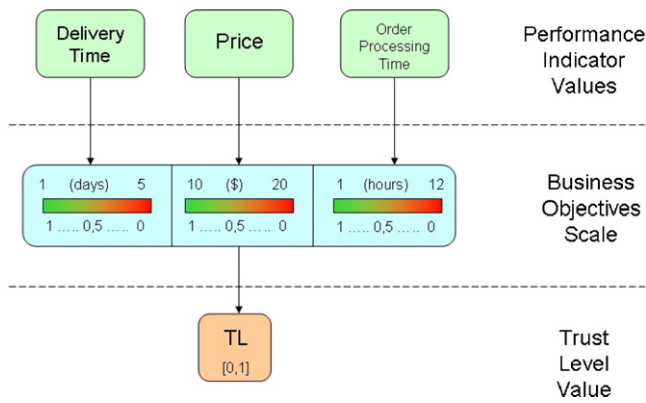 Delivery
Time
Price
Order
Processing
Time
Performance
Indicator
Values
1 (days) 5
10 ($) 20
1 (hours) 12
1 ..... 0,5 ..... 0
1 ..... 0,5 ..... 0
1 ..... 0,5 ..... 0
Business
Objectives
Scale
TL
[0,1]
Trust
Level
Value